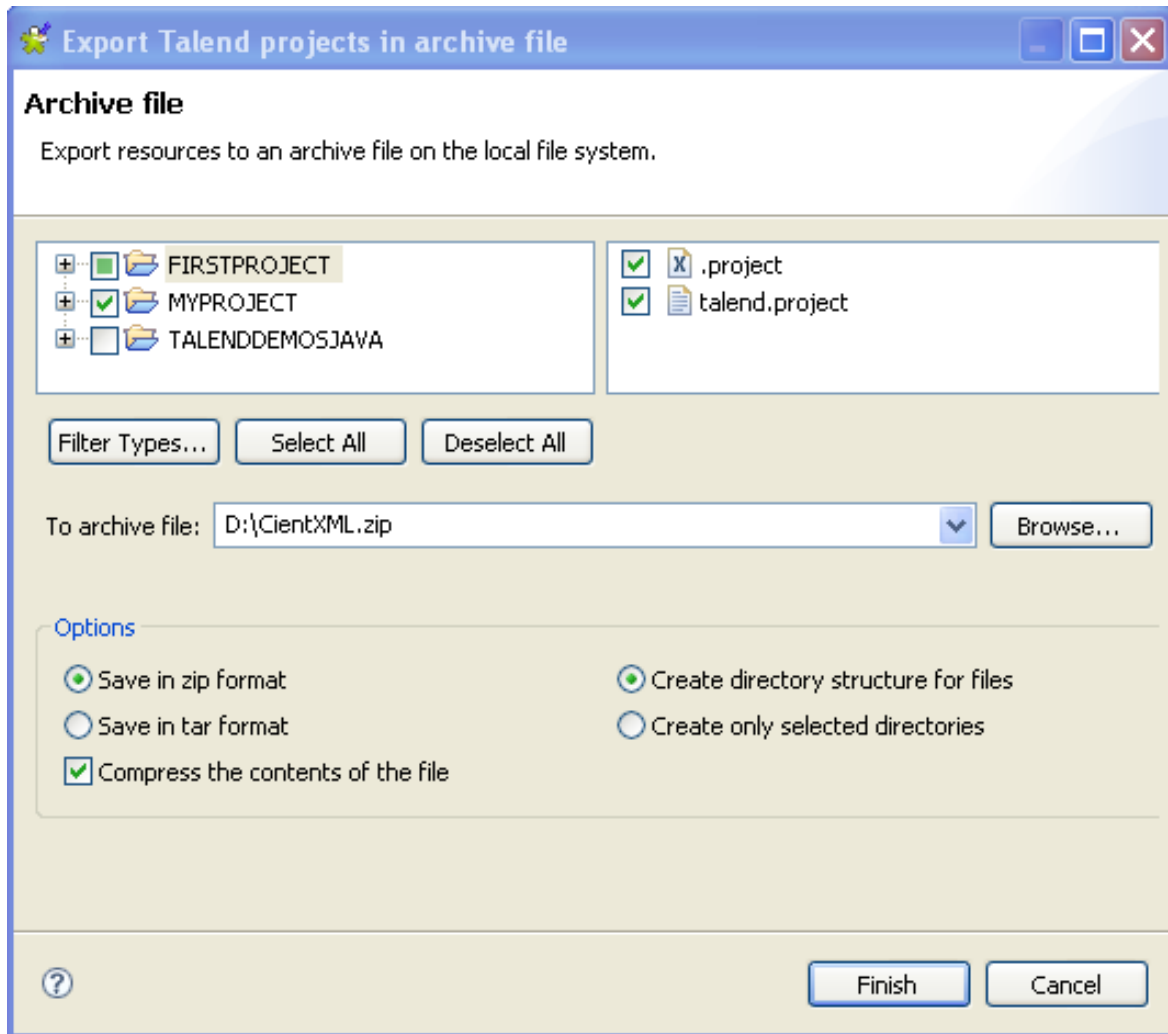 Export Talend projects in archive file
Archive file
Export resources to an archive file on the local file system.
FIRSTPROJECT
MYPROJECT
TALENDDEMOSJAVA
.project
talend.project
Filter Types... Select All Deselect All
To archive file: D:\CientXML.zip Browse...
Options
Save in zip format
Save in tar format
Compress the contents of the file
Create directory structure for files
Create only selected directories
? Finish Cancel